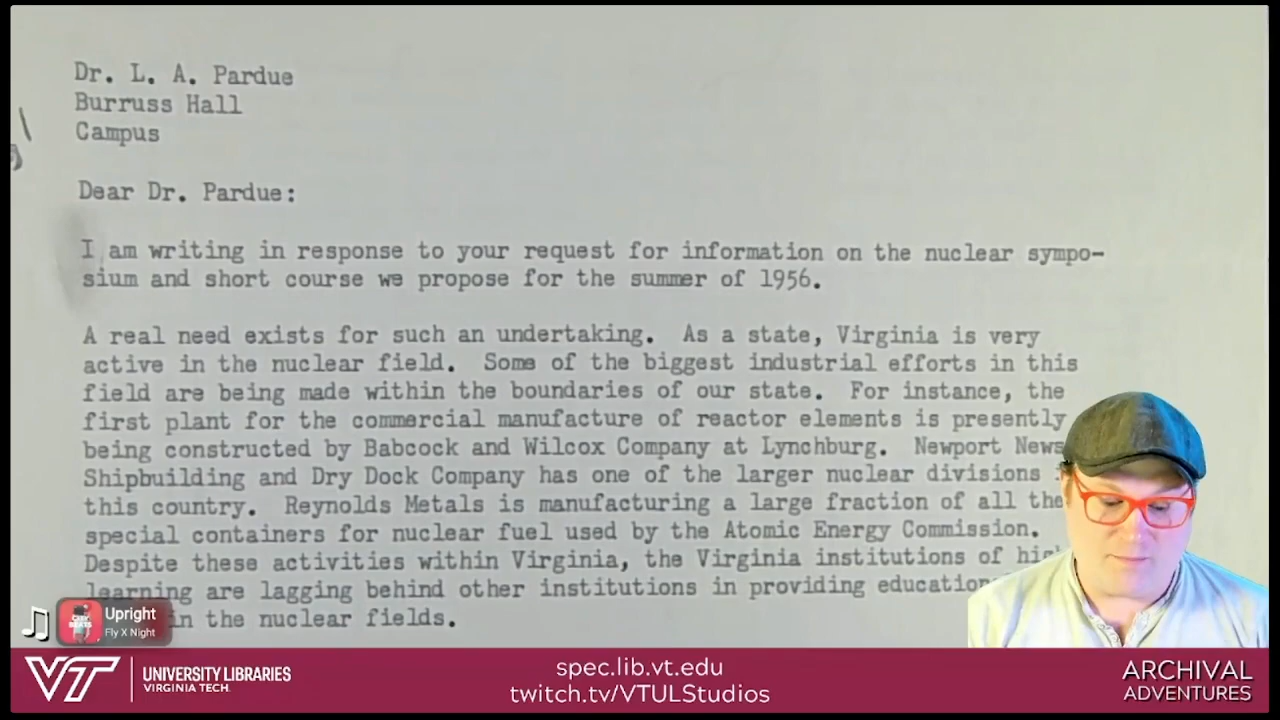 Dr. L. A. Pardue
Burruss Hall
Campus
Dear Dr. Pardue:
I am writing in response to your request for information on the nuclear sympo-
sium and short course we propose for the summer of 1956.
A real need exists for such an undertaking. As a state, Virginia is very
active in the nuclear field. Some of the biggest industrial efforts in this
field are being made within the boundaries of our state. For instance, the
first plant for the commercial manufacture of reactor elements is presently
being constructed by Babcock and Wilcox Company at Lynchburg. Newport News
Shipbuilding and Dry Dock Company has one of the larger nuclear divisions
this country. Reynolds Metals is manufacturing a large fraction of all the
special containers for nuclear fuel used by the Atomic Energy Commission.
Despite these activities within Virginia, the Virginia institutions of
learning are lagging behind other institutions in providing
in the nuclear fields.
Upright
Fly X Night
VT
UNIVERSITY LIBRARIES
VIRGINIA TECH.
spec.lib.vt.edu
twitch.tv/VTULStudios
ARCHIVAL
ADVENTURES